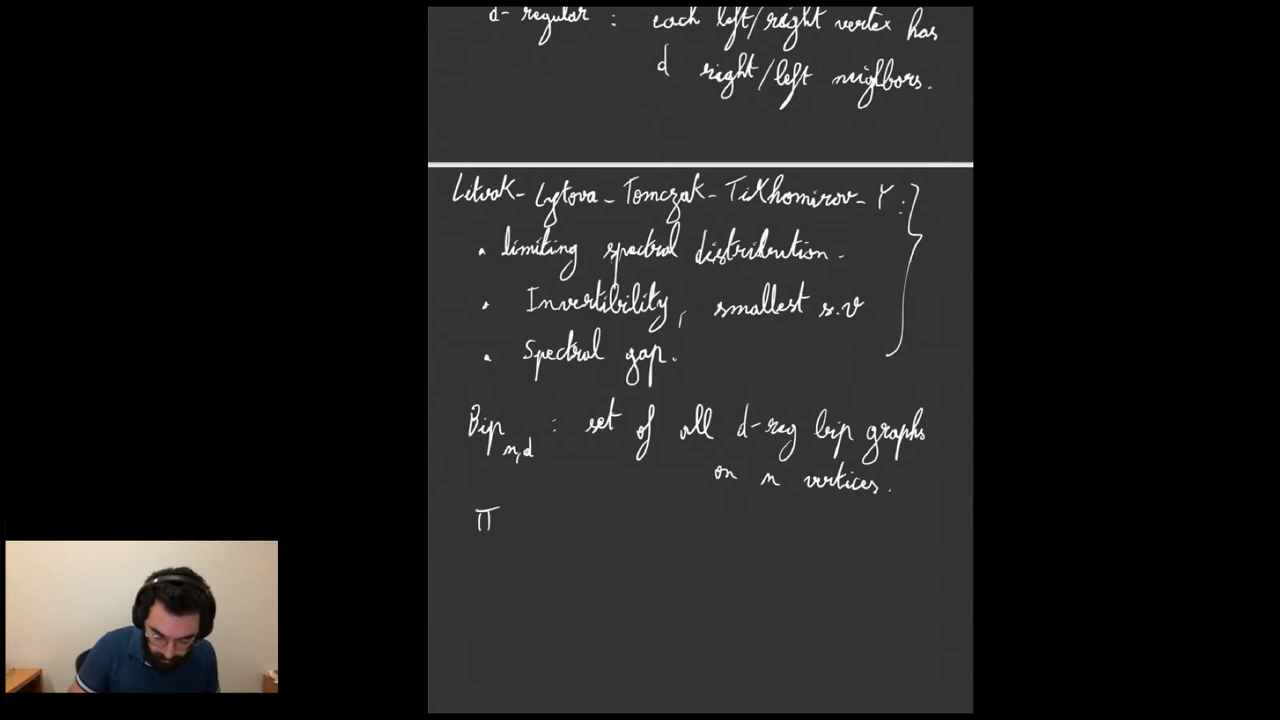 d-regular : each left/right vertex has
d right/left neighbors.
Litvak-Lytova-Tomczak-Tikhomirov-Y :
• limiting spectral distribution.
• Invertibility, smallest s.v
• Spectral gap.
Bip n,d : set of all d-reg bip graphs
on n vertices.
Π